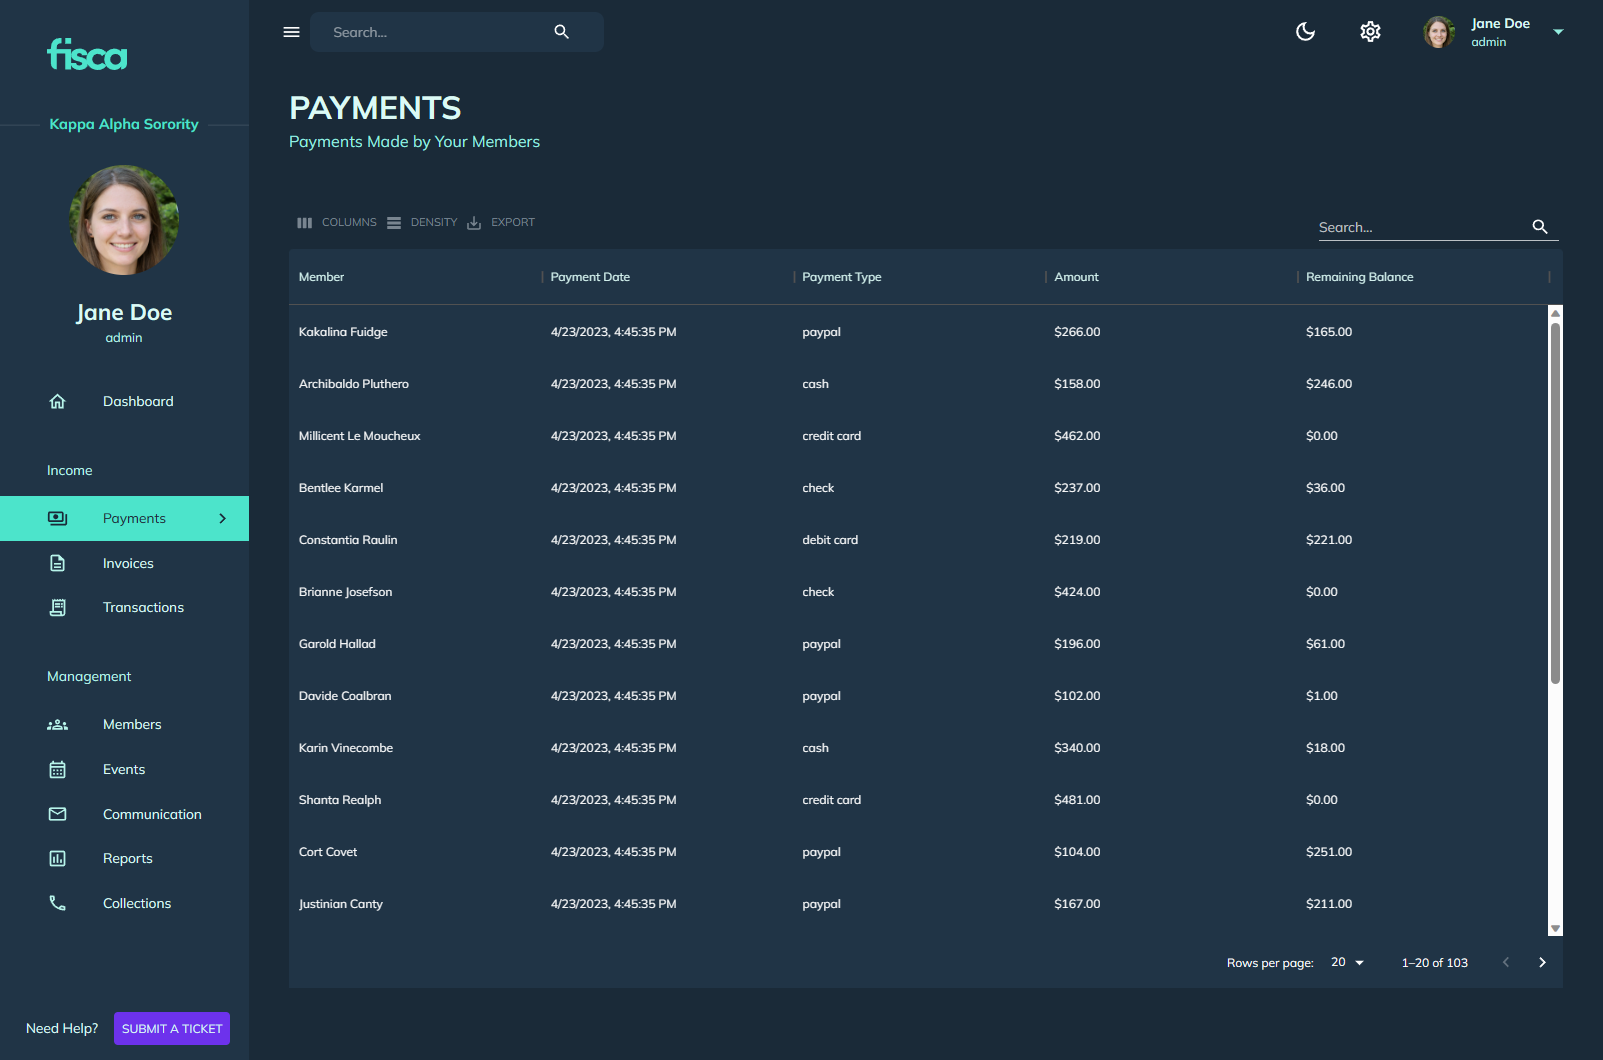 fisca
Search...
Jane Doe
admin
Kappa Alpha Sorority
Jane Doe
admin
Dashboard
Income
Payments
Invoices
Transactions
Management
Members
Events
Communication
Reports
Collections
Need Help? SUBMIT A TICKET
PAYMENTS
Payments Made by Your Members
COLUMNS DENSITY EXPORT
Search...
Member Payment Date Payment Type Amount Remaining Balance
Kakalina Fuidge 4/23/2023, 4:45:35 PM paypal $266.00 $165.00
Archibaldo Pluthero 4/23/2023, 4:45:35 PM cash $158.00 $246.00
Millicent Le Moucheux 4/23/2023, 4:45:35 PM credit card $462.00 $0.00
Bentlee Karmel 4/23/2023, 4:45:35 PM check $237.00 $36.00
Constantia Raulin 4/23/2023, 4:45:35 PM debit card $219.00 $221.00
Brianne Josefson 4/23/2023, 4:45:35 PM check $424.00 $0.00
Garold Hallad 4/23/2023, 4:45:35 PM paypal $196.00 $61.00
Davide Coalbran 4/23/2023, 4:45:35 PM paypal $102.00 $1.00
Karin Vinecombe 4/23/2023, 4:45:35 PM cash $340.00 $18.00
Shanta Realph 4/23/2023, 4:45:35 PM credit card $481.00 $0.00
Cort Covet 4/23/2023, 4:45:35 PM paypal $104.00 $251.00
Justinian Canty 4/23/2023, 4:45:35 PM paypal $167.00 $211.00
Rows per page: 20 1–20 of 103